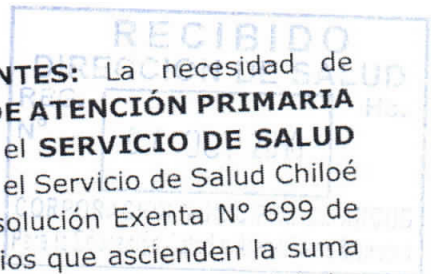 RECIBIDO
NTES: La necesidad de
DE ATENCIÓN PRIMARIA
el SERVICIO DE SALUD
el Servicio de Salud Chiloé
solución Exenta Nº 699 de
ios que ascienden la suma